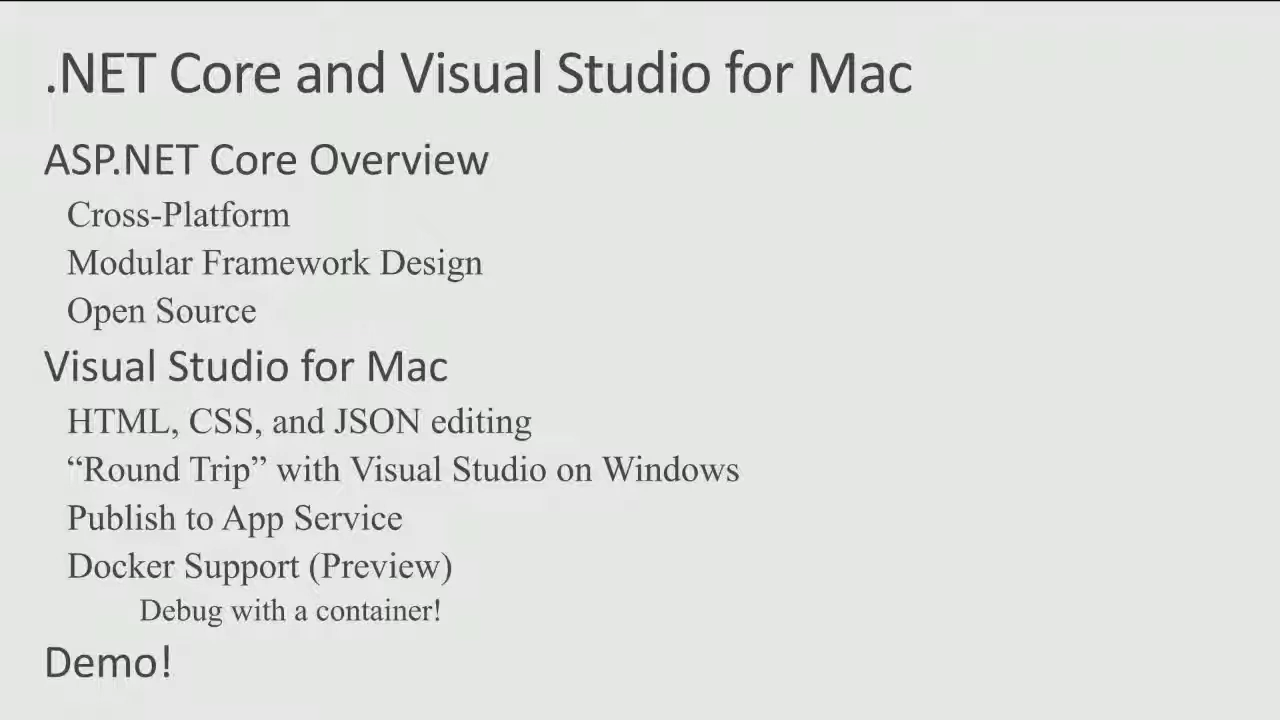 .NET Core and Visual Studio for Mac
ASP.NET Core Overview
Cross-Platform
Modular Framework Design
Open Source
Visual Studio for Mac
HTML, CSS, and JSON editing
“Round Trip” with Visual Studio on Windows
Publish to App Service
Docker Support (Preview)
Debug with a container!
Demo!